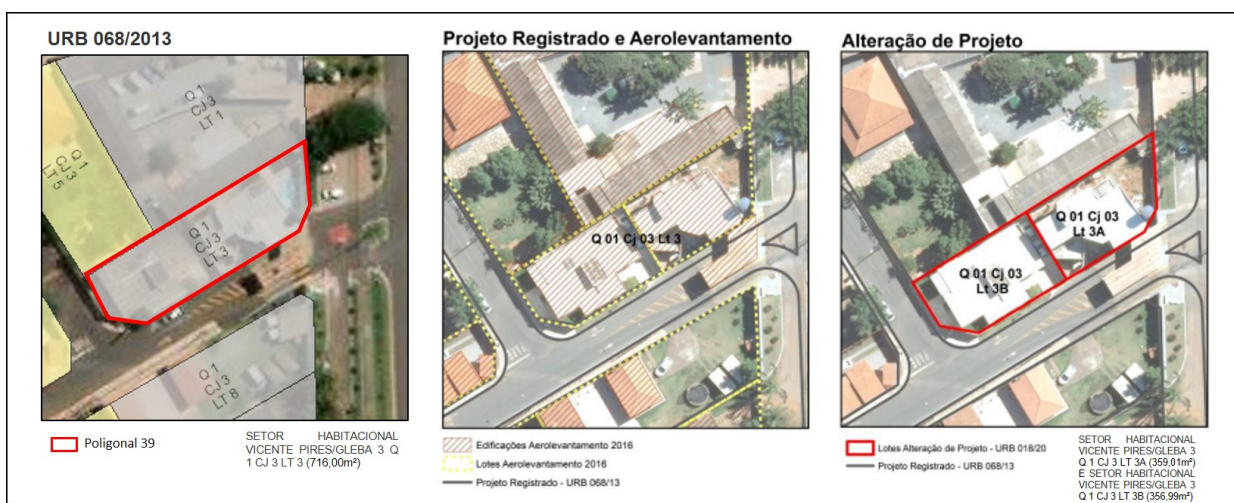 URB 068/2013
Q 1
CJ 3
LT 1
Q 1
CJ 3
LT 5
Q 1
CJ 3
LT 3
Q 1
CJ 3
LT 8
Poligonal 39
SETOR HABITACIONAL
VICENTE PIRES/GLEBA 3 Q
1 CJ 3 LT 3 (716,00m²)
Projeto Registrado e Aerolevantamento
Q 01 Cj 03 Lt 3
Edificações Aerolevantamento 2016
Lotes Aerolevantamento 2016
Projeto Registrado - URB 068/13
Alteração de Projeto
Q 01 Cj 03
Lt 3A
Q 01 Cj 03
Lt 3B
Lotes Alteração de Projeto - URB 018/20
Projeto Registrado - URB 068/13
SETOR HABITACIONAL
VICENTE PIRES/GLEBA 3
Q 1 CJ 3 LT 3A (359,01m²)
E SETOR HABITACIONAL
VICENTE PIRES/GLEBA 3
Q 1 CJ 3 LT 3B (356,99m²)